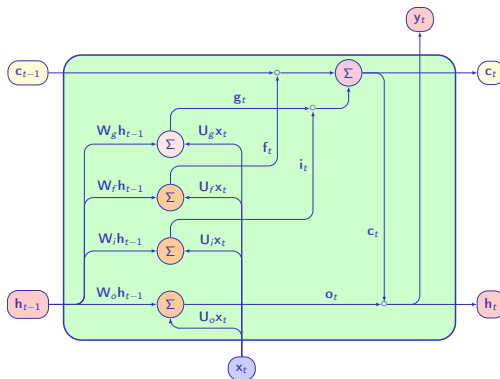 y_t
c_{t−1} Σ c_t
g_t
W_g h_{t−1} Σ U_g x_t f_t
i_t
W_f h_{t−1} Σ U_f x_t
W_i h_{t−1} Σ U_i x_t c_t
h_{t−1} W_o h_{t−1} Σ o_t h_t
U_o x_t
x_t